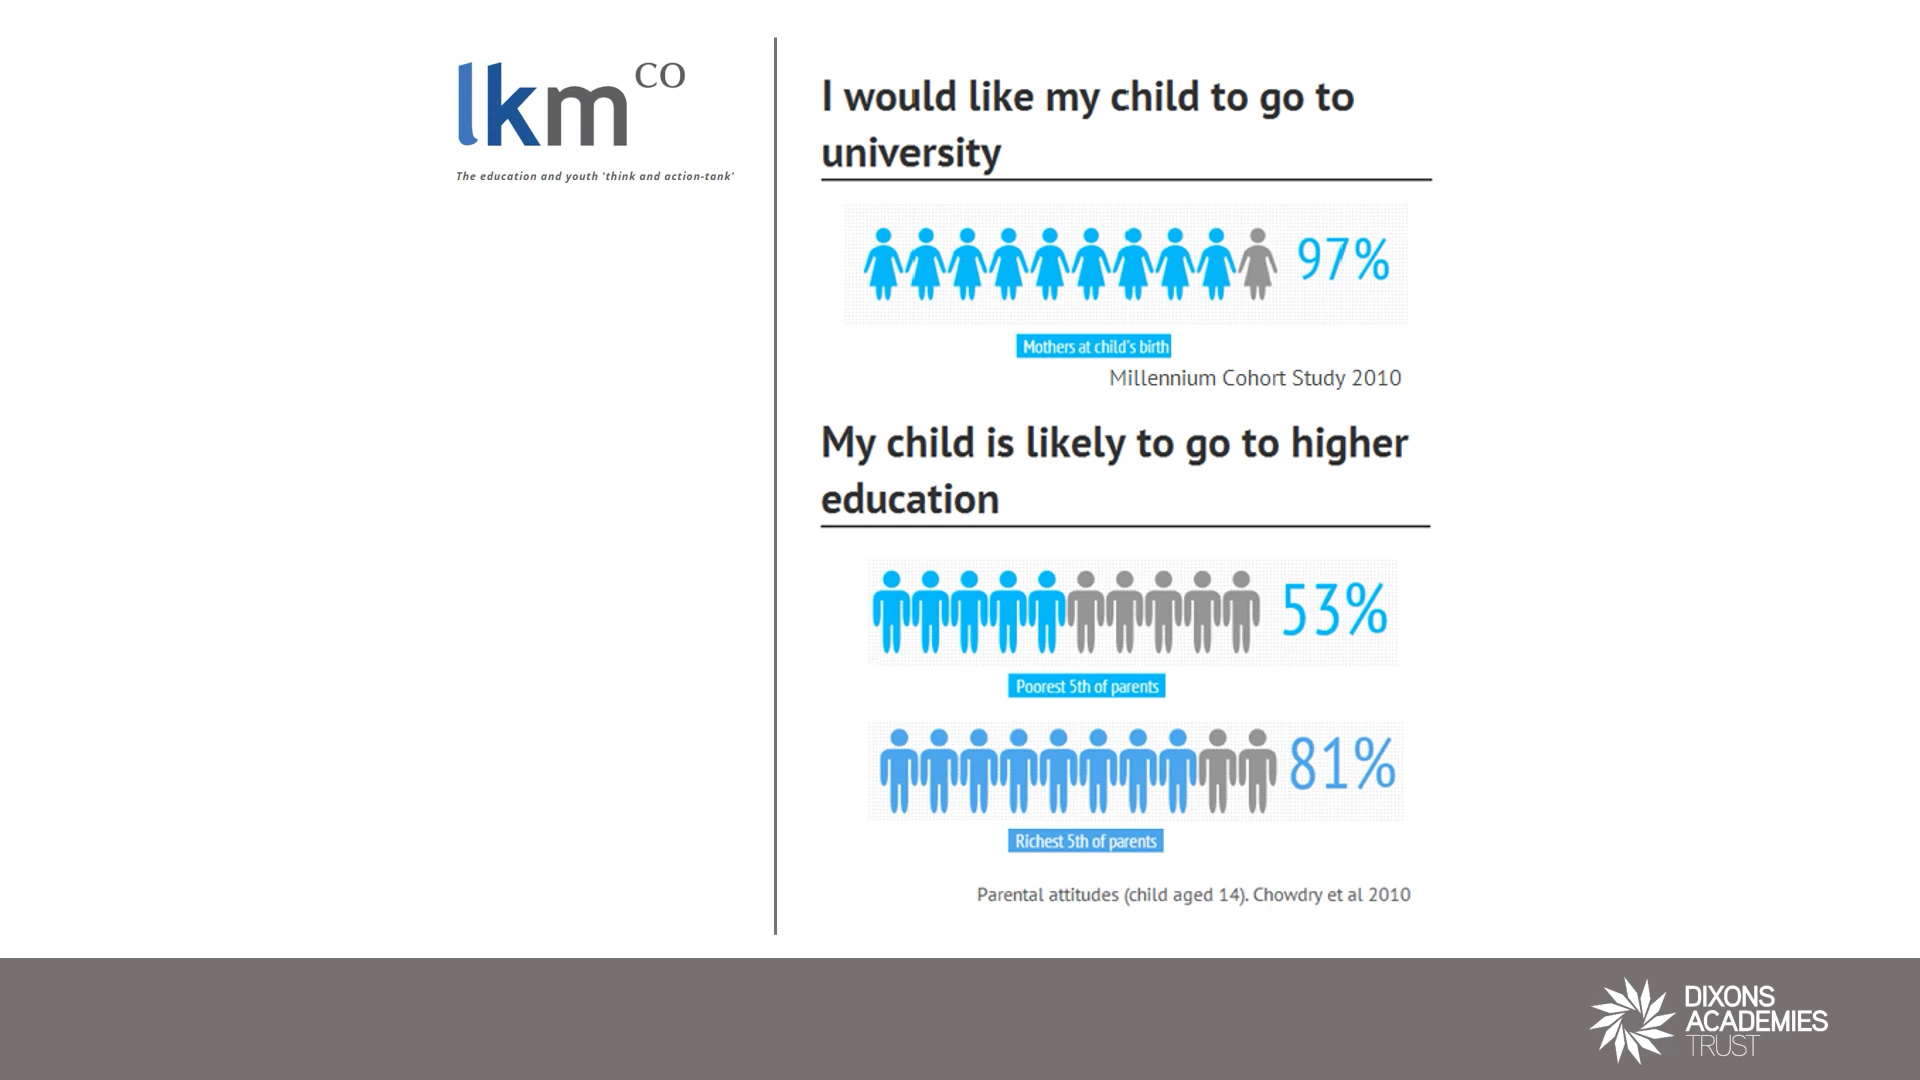 lkm CO
The education and youth 'think and action-tank'
I would like my child to go to
university
97%
Mothers at child's birth
Millennium Cohort Study 2010
My child is likely to go to higher
education
53%
Poorest 5th of parents
81%
Richest 5th of parents
Parental attitudes (child aged 14). Chowdry et al 2010
DIXONS
ACADEMIES
TRUST